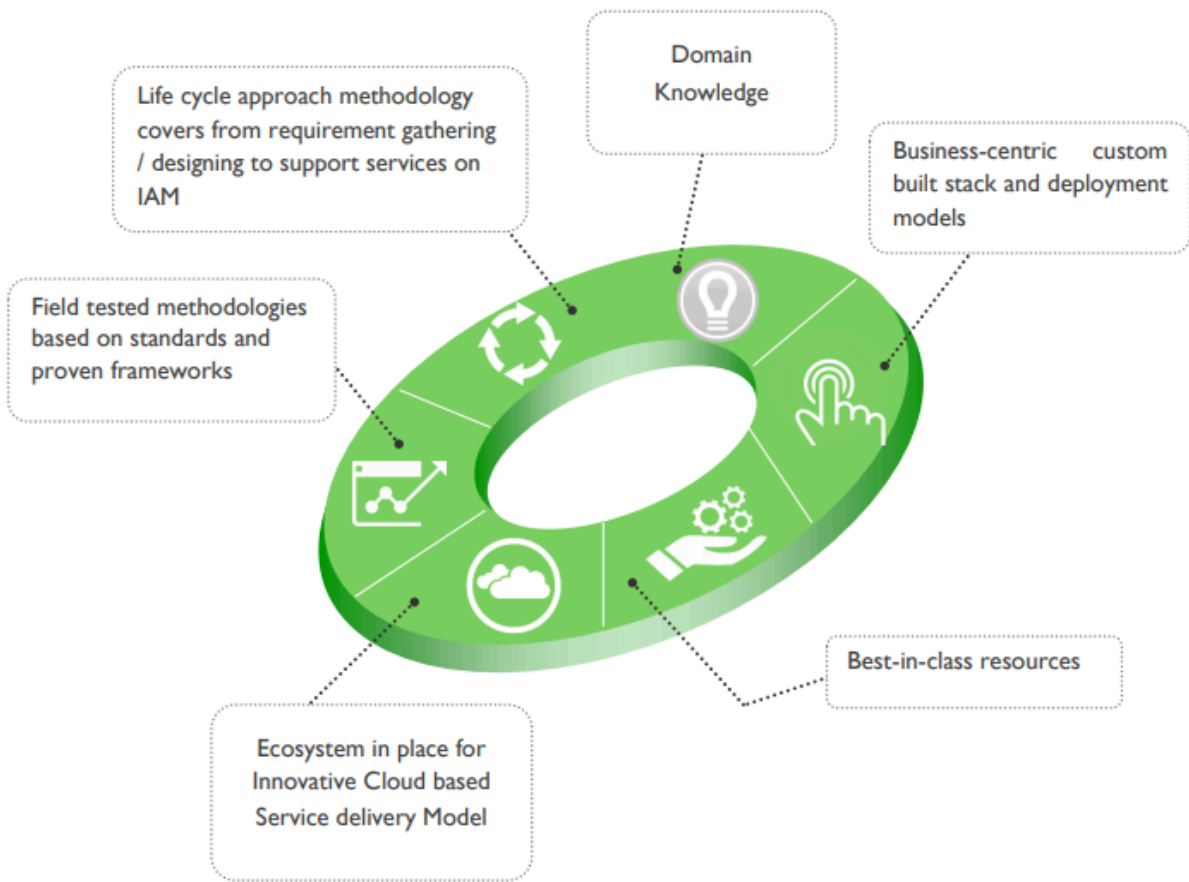 Domain
Knowledge
Life cycle approach methodology
covers from requirement gathering
/ designing to support services on
IAM
Business-centric custom
built stack and deployment
models
Field tested methodologies
based on standards and
proven frameworks
Best-in-class resources
Ecosystem in place for
Innovative Cloud based
Service delivery Model